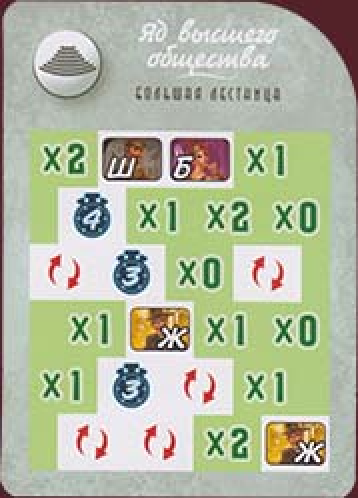 Яд высшего
общества
БОЛЬШАЯ ЛЕСТНИЦА
X2 Ш Б X1
4 X1 X2 X0
3 X0
X1 Ж X1 X0
X1 3 X1
X2 Ж